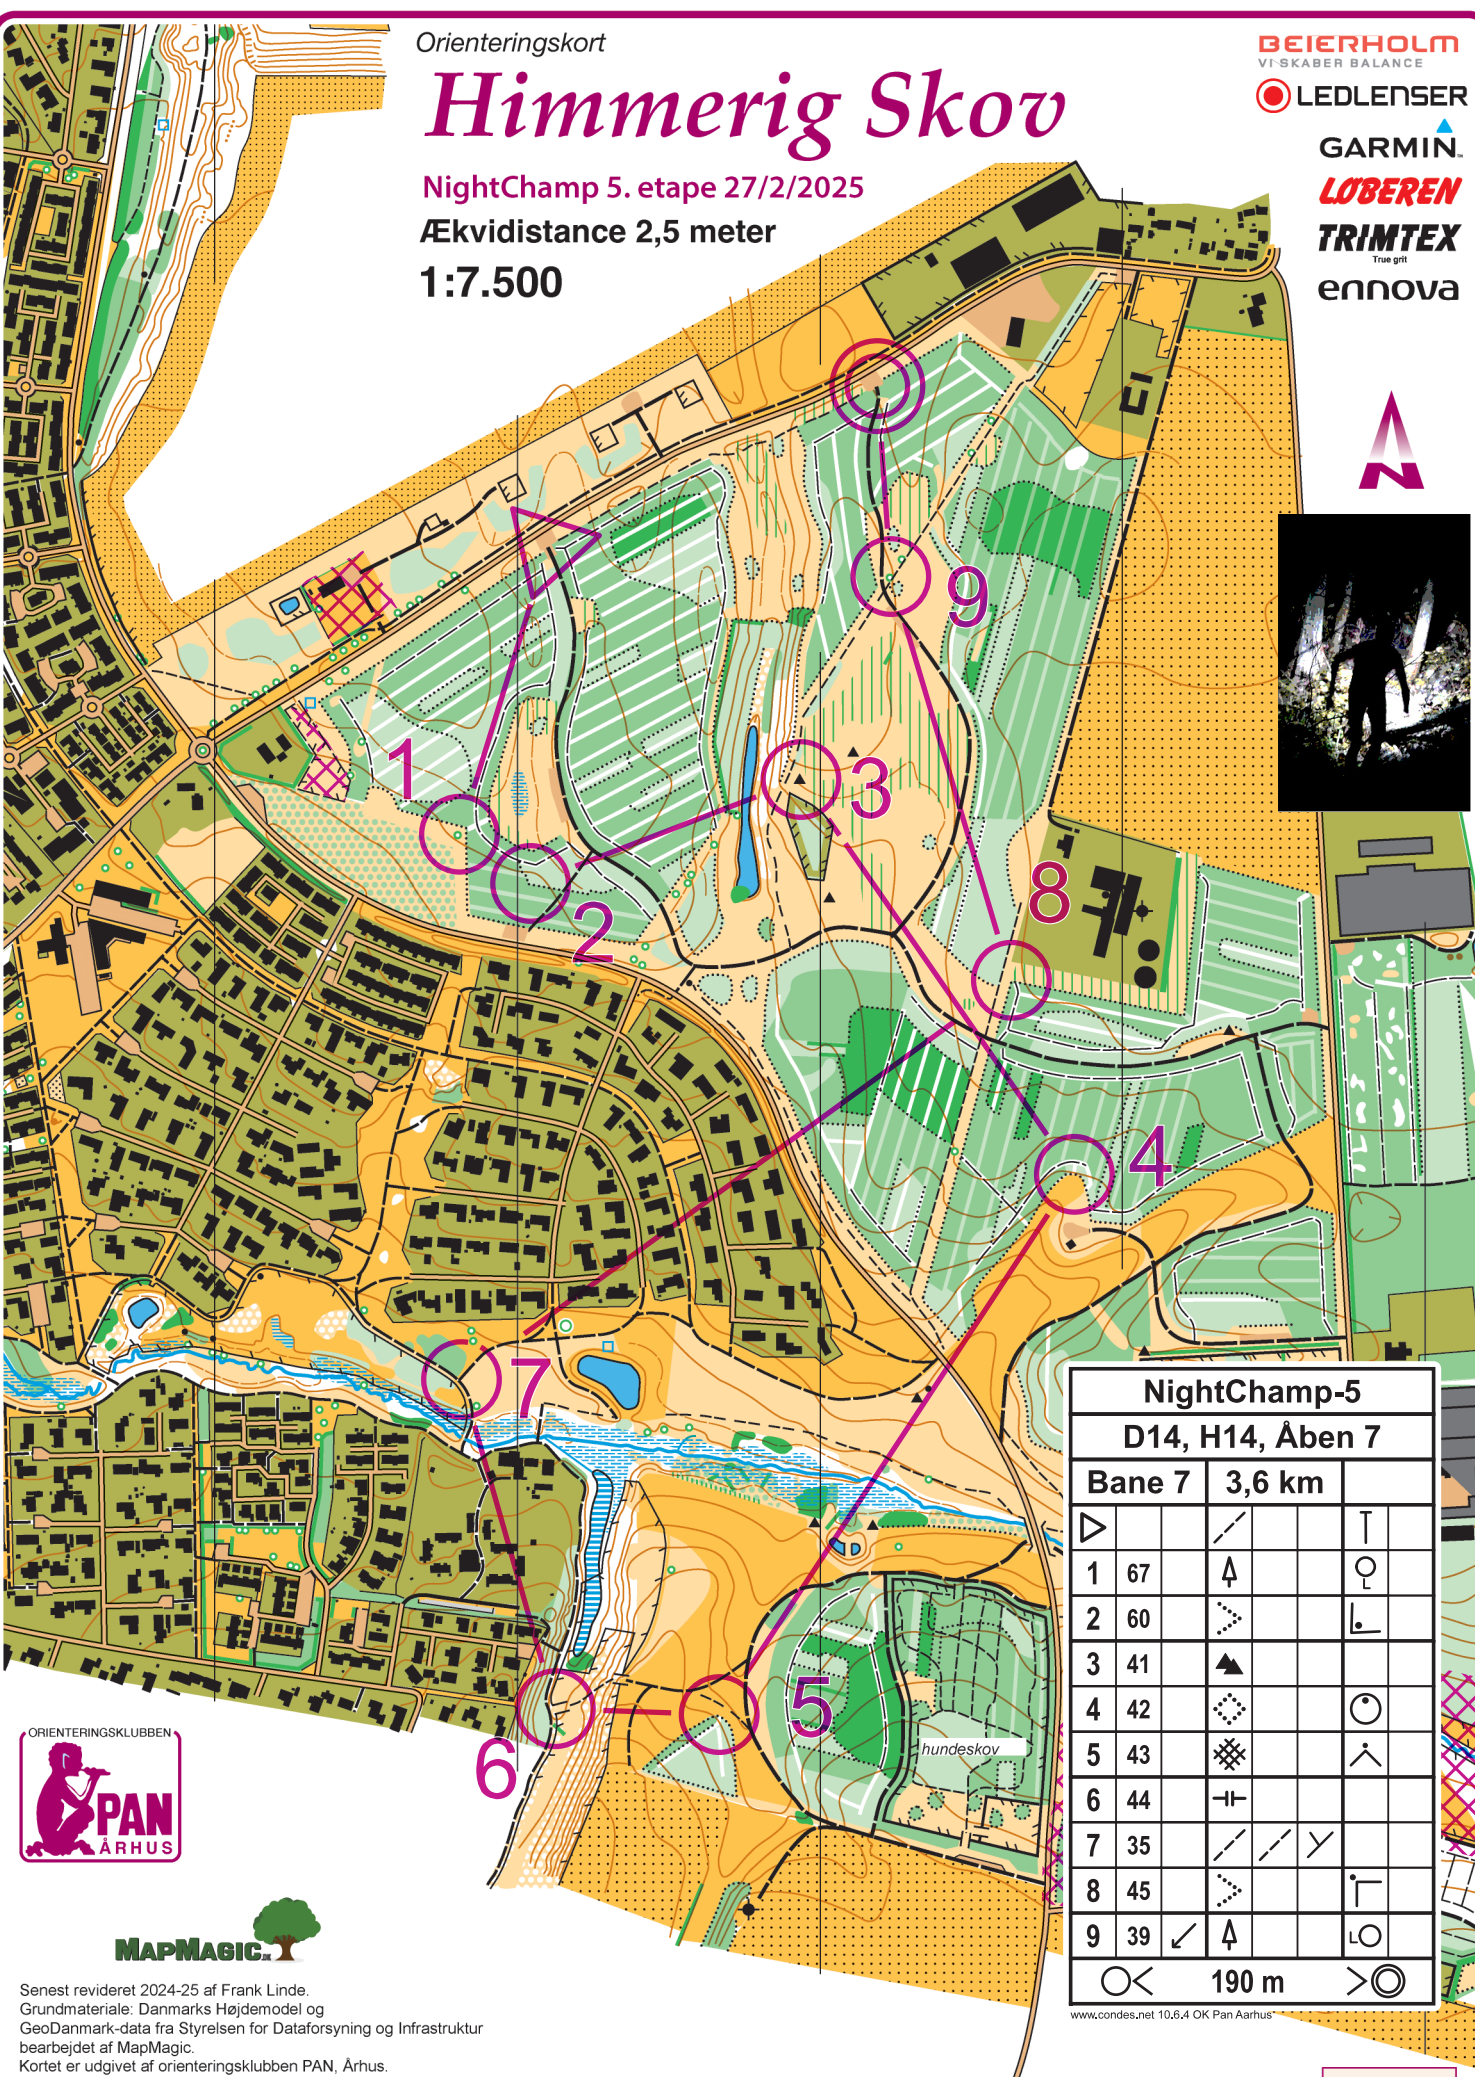 Orienteringskort
Himmerig Skov
NightChamp 5. etape 27/2/2025
Ækvidistance 2,5 meter
1:7.500
BEIERHOLM
VI SKABER BALANCE
LEDLENSER
GARMIN
LØBEREN
TRIMTEX
True grit
ennova
N
9
1
3
8
2
4
7
5
6
hundeskov
NightChamp-5
D14, H14, Åben 7
Bane 7 3,6 km
1 67 L
2 60
3 41
4 42
5 43
6 44
7 35
8 45
9 39 L
190 m
www.condes.net 10.6.4 OK Pan Aarhus
ORIENTERINGSKLUBBEN
PAN
ÅRHUS
MAPMAGIC.DK
Senest revideret 2024-25 af Frank Linde.
Grundmateriale: Danmarks Højdemodel og
GeoDanmark-data fra Styrelsen for Dataforsyning og Infrastruktur
bearbejdet af MapMagic.
Kortet er udgivet af orienteringsklubben PAN, Århus.